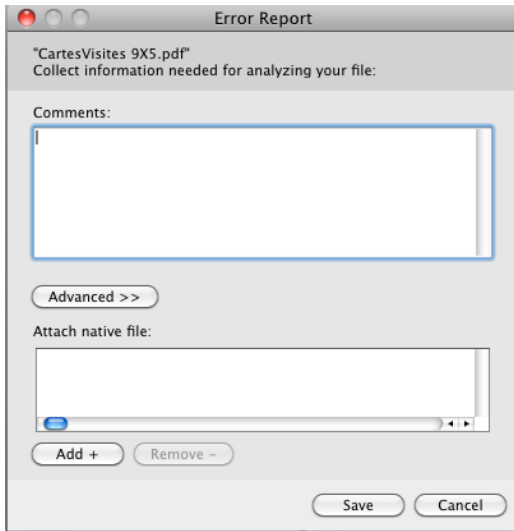 Error Report
"CartesVisites 9X5.pdf"
Collect information needed for analyzing your file:
Comments:
Advanced >>
Attach native file:
Add +
Remove –
Save
Cancel